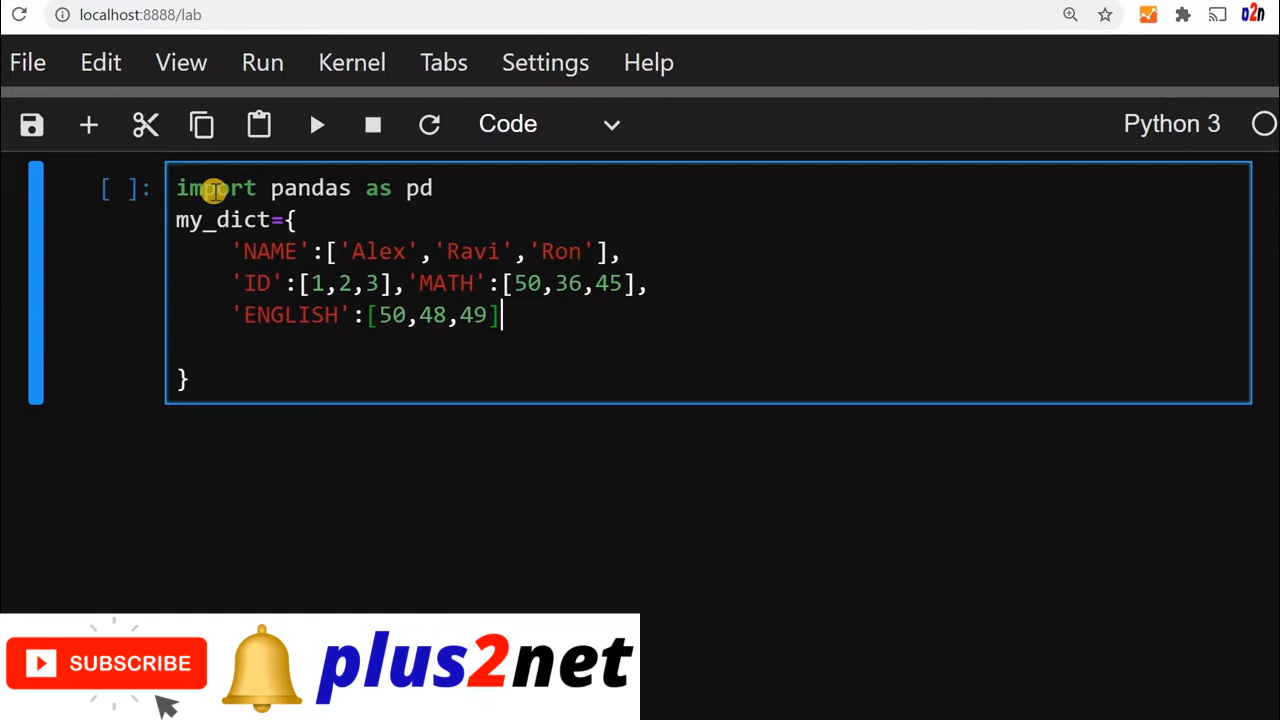 localhost:8888/lab
p2n
File Edit View Run Kernel Tabs Settings Help
Code Python 3
[ ]: import pandas as pd
my_dict={
'NAME':['Alex','Ravi','Ron'],
'ID':[1,2,3],'MATH':[50,36,45],
'ENGLISH':[50,48,49]
}
SUBSCRIBE plus2net